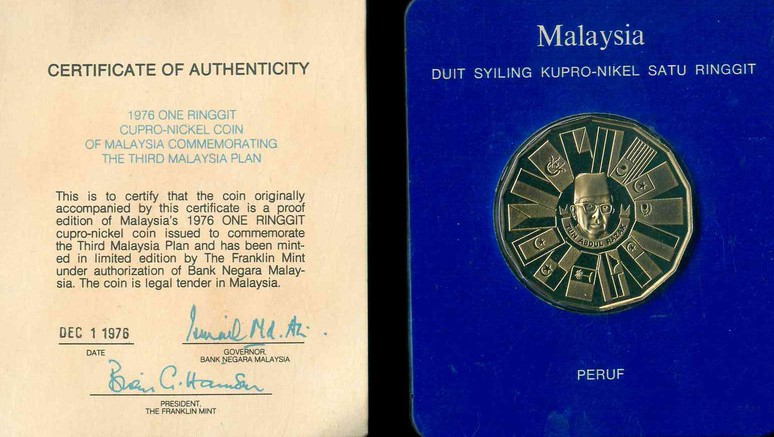 CERTIFICATE OF AUTHENTICITY
1976 ONE RINGGIT
CUPRO-NICKEL COIN
OF MALAYSIA COMMEMORATING
THE THIRD MALAYSIA PLAN
This is to certify that the coin originally
accompanied by this certificate is a proof
edition of Malaysia's 1976 ONE RINGGIT
cupro-nickel coin issued to commemorate
the Third Malaysia Plan and has been mint-
ed in limited edition by The Franklin Mint
under authorization of Bank Negara Malay-
sia. The coin is legal tender in Malaysia.
DEC 1 1976
DATE
Ismail Md. Ali
GOVERNOR,
BANK NEGARA MALAYSIA
PRESIDENT,
THE FRANKLIN MINT
Malaysia
DUIT SYILING KUPRO-NIKEL SATU RINGGIT
TUN ABDUL RAZAK
PERUF